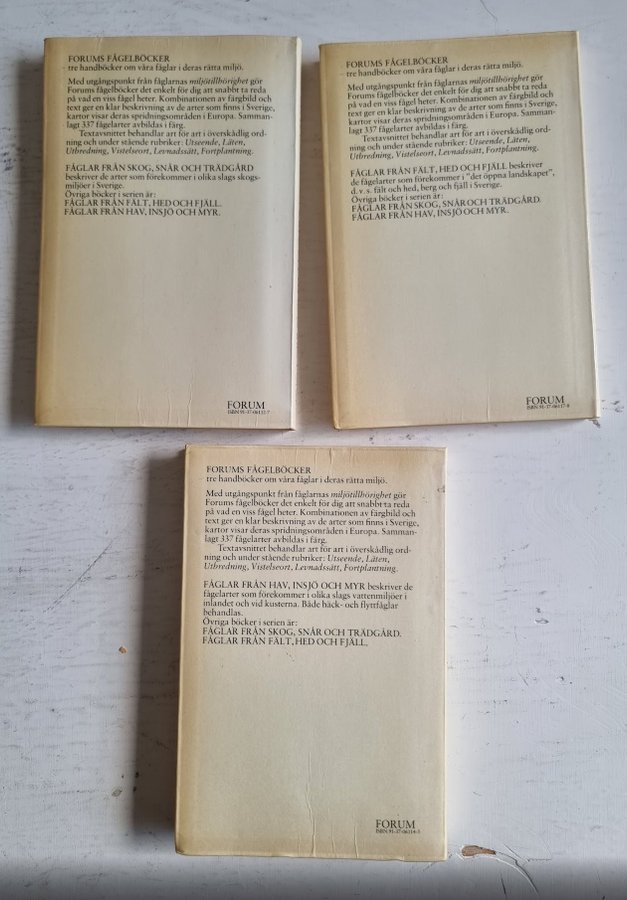 FORUMS FÅGELBÖCKER
– tre handböcker om våra fåglar i deras rätta miljö.
Med utgångspunkt från fåglarnas miljötillhörighet gör
Forums fågelböcker det enkelt för dig att snabbt ta reda
på vad en viss fågel heter. Kombinationen av färgbild och
text ger en klar beskrivning av de arter som finns i Sverige,
kartor visar deras spridningsområden i Europa. Samman-
lagt 337 fågelarter avbildas i färg.
Textavsnittet behandlar art för art i överskådlig ord-
ning och under stående rubriker: Utseende, Läten,
Utbredning, Vistelseort, Levnadssätt, Fortplantning.
FÅGLAR FRÅN SKOG, SNÅR OCH TRÄDGÅRD
beskriver de arter som förekommer i olika slags skogs-
miljöer i Sverige.
Övriga böcker i serien är:
FÅGLAR FRÅN FÄLT, HED OCH FJÄLL.
FÅGLAR FRÅN HAV, INSJÖ OCH MYR.
FORUM
FORUMS FÅGELBÖCKER
– tre handböcker om våra fåglar i deras rätta miljö.
Med utgångspunkt från fåglarnas miljötillhörighet gör
Forums fågelböcker det enkelt för dig att snabbt ta reda
på vad en viss fågel heter. Kombinationen av färgbild och
text ger en klar beskrivning av de arter som finns i Sverige,
kartor visar deras spridningsområden i Europa. Samman-
lagt 337 fågelarter avbildas i färg.
Textavsnittet behandlar art för art i överskådlig ord-
ning och under stående rubriker: Utseende, Läten,
Utbredning, Vistelseort, Levnadssätt, Fortplantning.
FÅGLAR FRÅN FÄLT, HED OCH FJÄLL beskriver
de fågelarter som förekommer i "det öppna landskapet",
d. v. s. fält och hed, berg och fjäll i Sverige.
Övriga böcker i serien är:
FÅGLAR FRÅN SKOG, SNÅR OCH TRÄDGÅRD.
FÅGLAR FRÅN HAV, INSJÖ OCH MYR.
FORUM
FORUMS FÅGELBÖCKER
– tre handböcker om våra fåglar i deras rätta miljö.
Med utgångspunkt från fåglarnas miljötillhörighet gör
Forums fågelböcker det enkelt för dig att snabbt ta reda
på vad en viss fågel heter. Kombinationen av färgbild och
text ger en klar beskrivning av de arter som finns i Sverige,
kartor visar deras spridningsområden i Europa. Samman-
lagt 337 fågelarter avbildas i färg.
Textavsnittet behandlar art för art i överskådlig ord-
ning och under stående rubriker: Utseende, Läten,
Utbredning, Vistelseort, Levnadssätt, Fortplantning.
FÅGLAR FRÅN HAV, INSJÖ OCH MYR beskriver de
fågelarter som förekommer i olika slags vattenmiljöer i
inlandet och vid kusterna. Både häck- och flyttfåglar
behandlas.
Övriga böcker i serien är:
FÅGLAR FRÅN SKOG, SNÅR OCH TRÄDGÅRD.
FÅGLAR FRÅN FÄLT, HED OCH FJÄLL.
FORUM